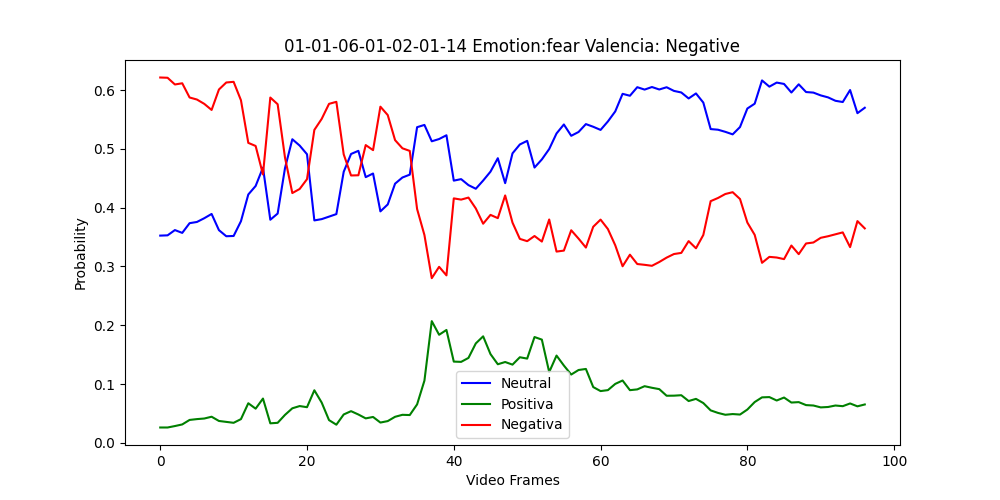 01-01-06-01-02-01-14 Emotion:fear Valencia: Negative
Probability
0.6
0.5
0.4
0.3
0.2
0.1
0.0
Neutral
Positiva
Negativa
0 20 40 60 80 100
Video Frames